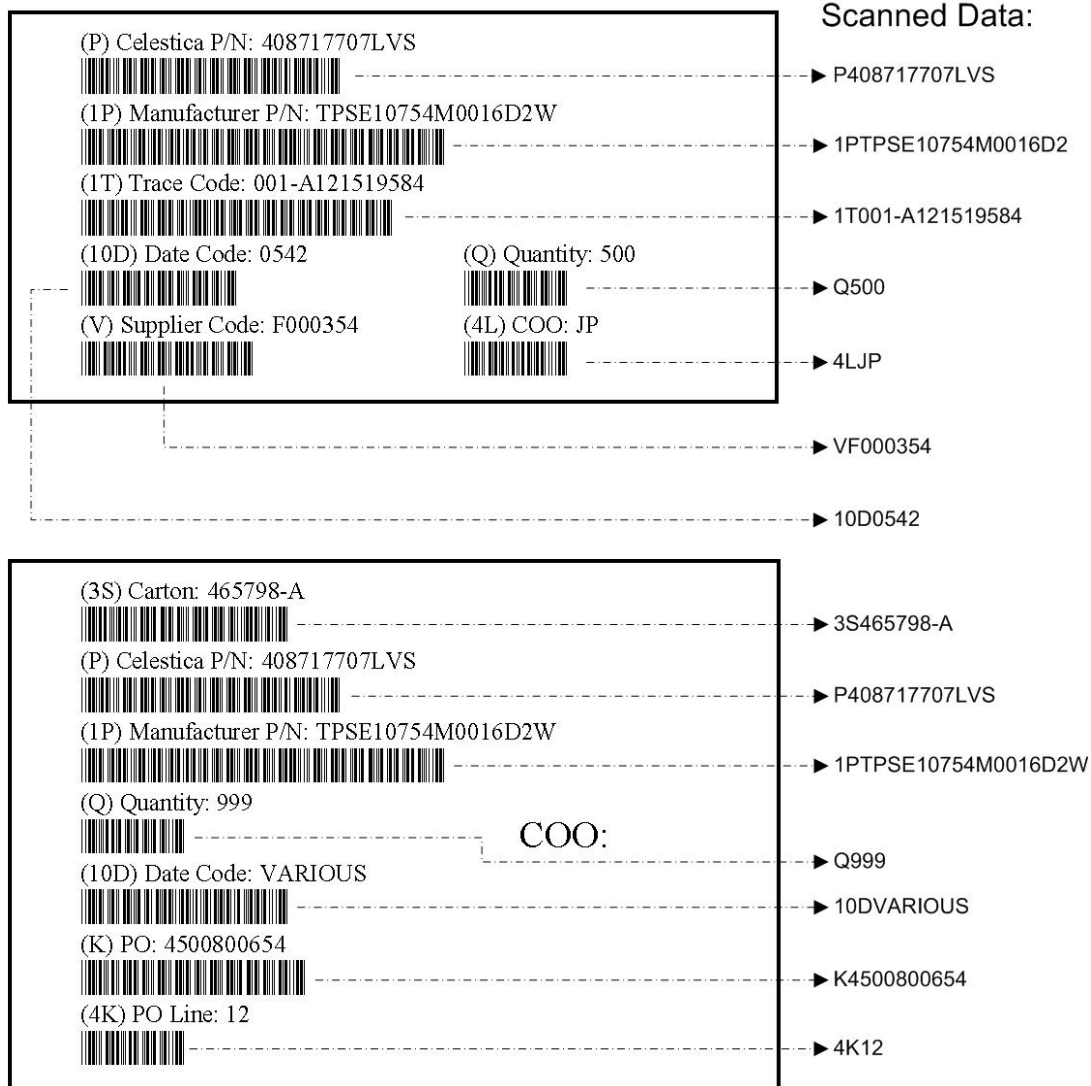 Scanned Data:
(P) Celestica P/N: 408717707LVS
P408717707LVS
(1P) Manufacturer P/N: TPSE10754M0016D2W
1PTPSE10754M0016D2
(1T) Trace Code: 001-A121519584
1T001-A121519584
(10D) Date Code: 0542 (Q) Quantity: 500
Q500
(V) Supplier Code: F000354 (4L) COO: JP
4LJP
VF000354
10D0542
(3S) Carton: 465798-A
3S465798-A
(P) Celestica P/N: 408717707LVS
P408717707LVS
(1P) Manufacturer P/N: TPSE10754M0016D2W
1PTPSE10754M0016D2W
(Q) Quantity: 999
COO:
Q999
(10D) Date Code: VARIOUS
10DVARIOUS
(K) PO: 4500800654
K4500800654
(4K) PO Line: 12
4K12